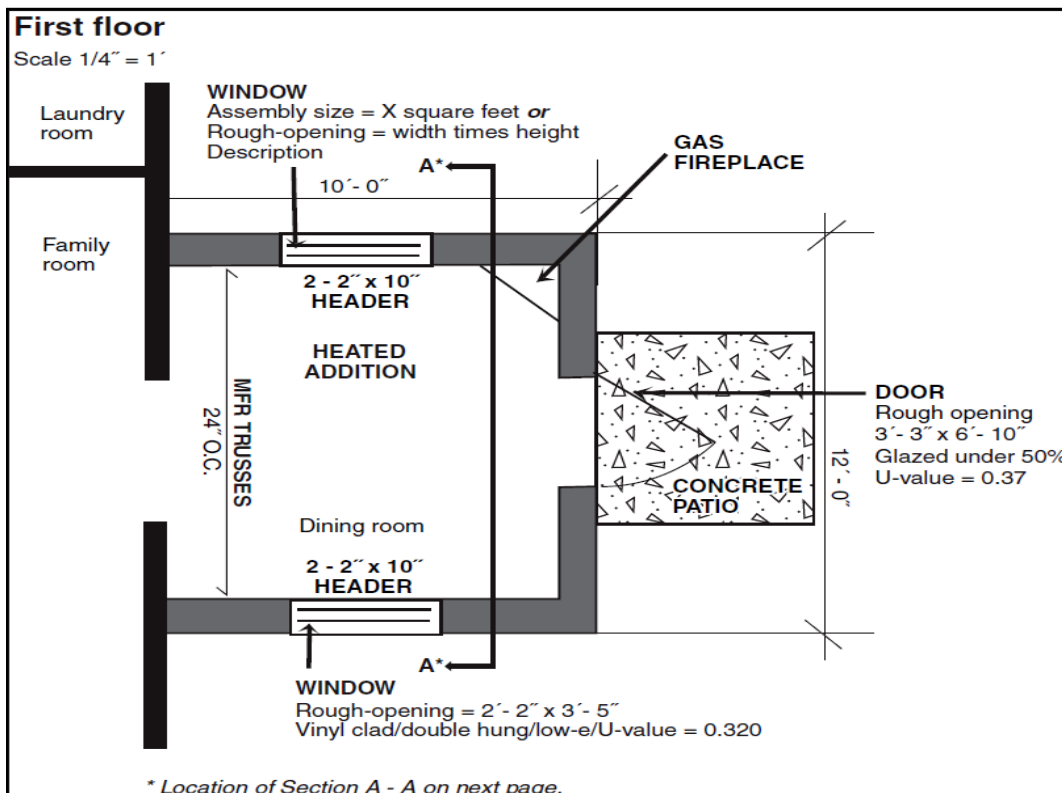 First floor
Scale 1/4˝ = 1´
Laundry
room
WINDOW
Assembly size = X square feet or
Rough-opening = width times height
Description
A*
GAS
FIREPLACE
10´- 0˝
Family
room
2 - 2˝ x 10˝
HEADER
HEATED
ADDITION
MFR TRUSSES
24˝ O.C.
DOOR
Rough opening
3´- 3˝ x 6´- 10˝
Glazed under 50%
U-value = 0.37
12´- 0˝
CONCRETE
PATIO
Dining room
2 - 2˝ x 10˝
HEADER
A*
WINDOW
Rough-opening = 2´- 2˝ x 3´- 5˝
Vinyl clad/double hung/low-e/U-value = 0.320
* Location of Section A - A on next page.